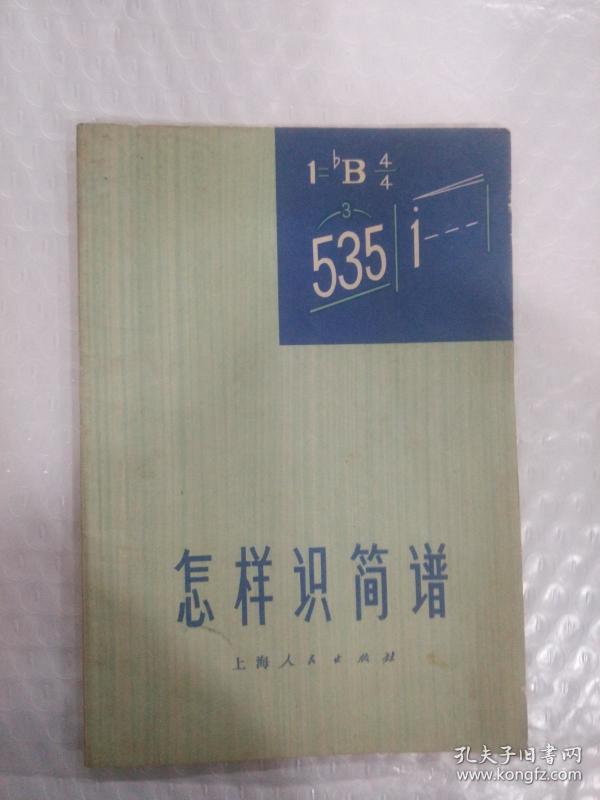 1=♭B 4/4
3
535 | i - - - |
怎样识简谱
上海人民出版社
孔夫子旧书网
www.kongfz.com